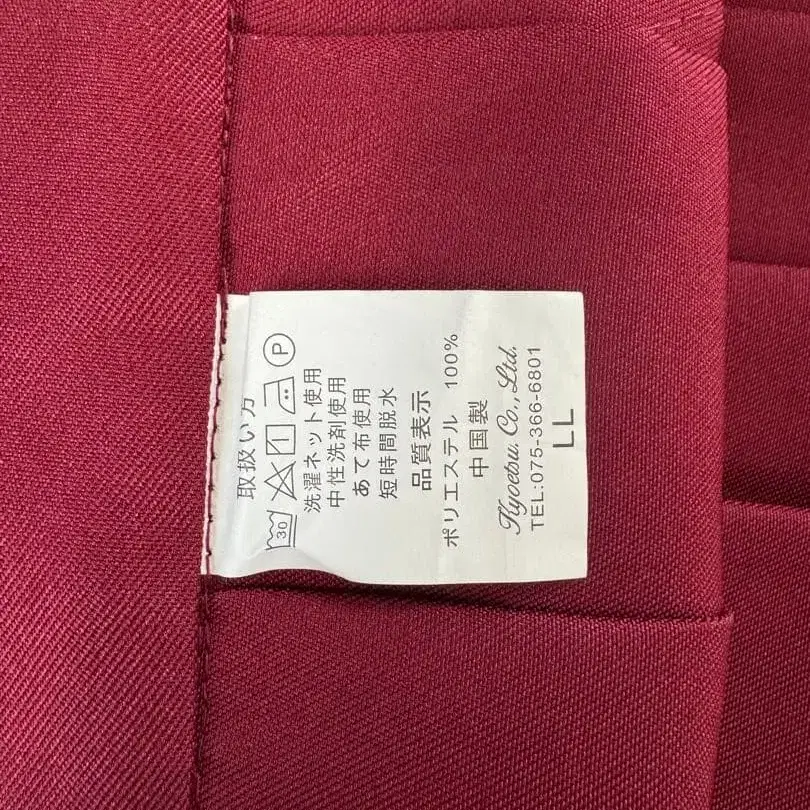 取扱い方
30 P
洗濯ネット使用
中性洗剤使用
あて布使用
短時間脱水
品質表示
ポリエステル 100%
中国製
Kyoetsu Co., Ltd.
TEL:075-366-6801
LL